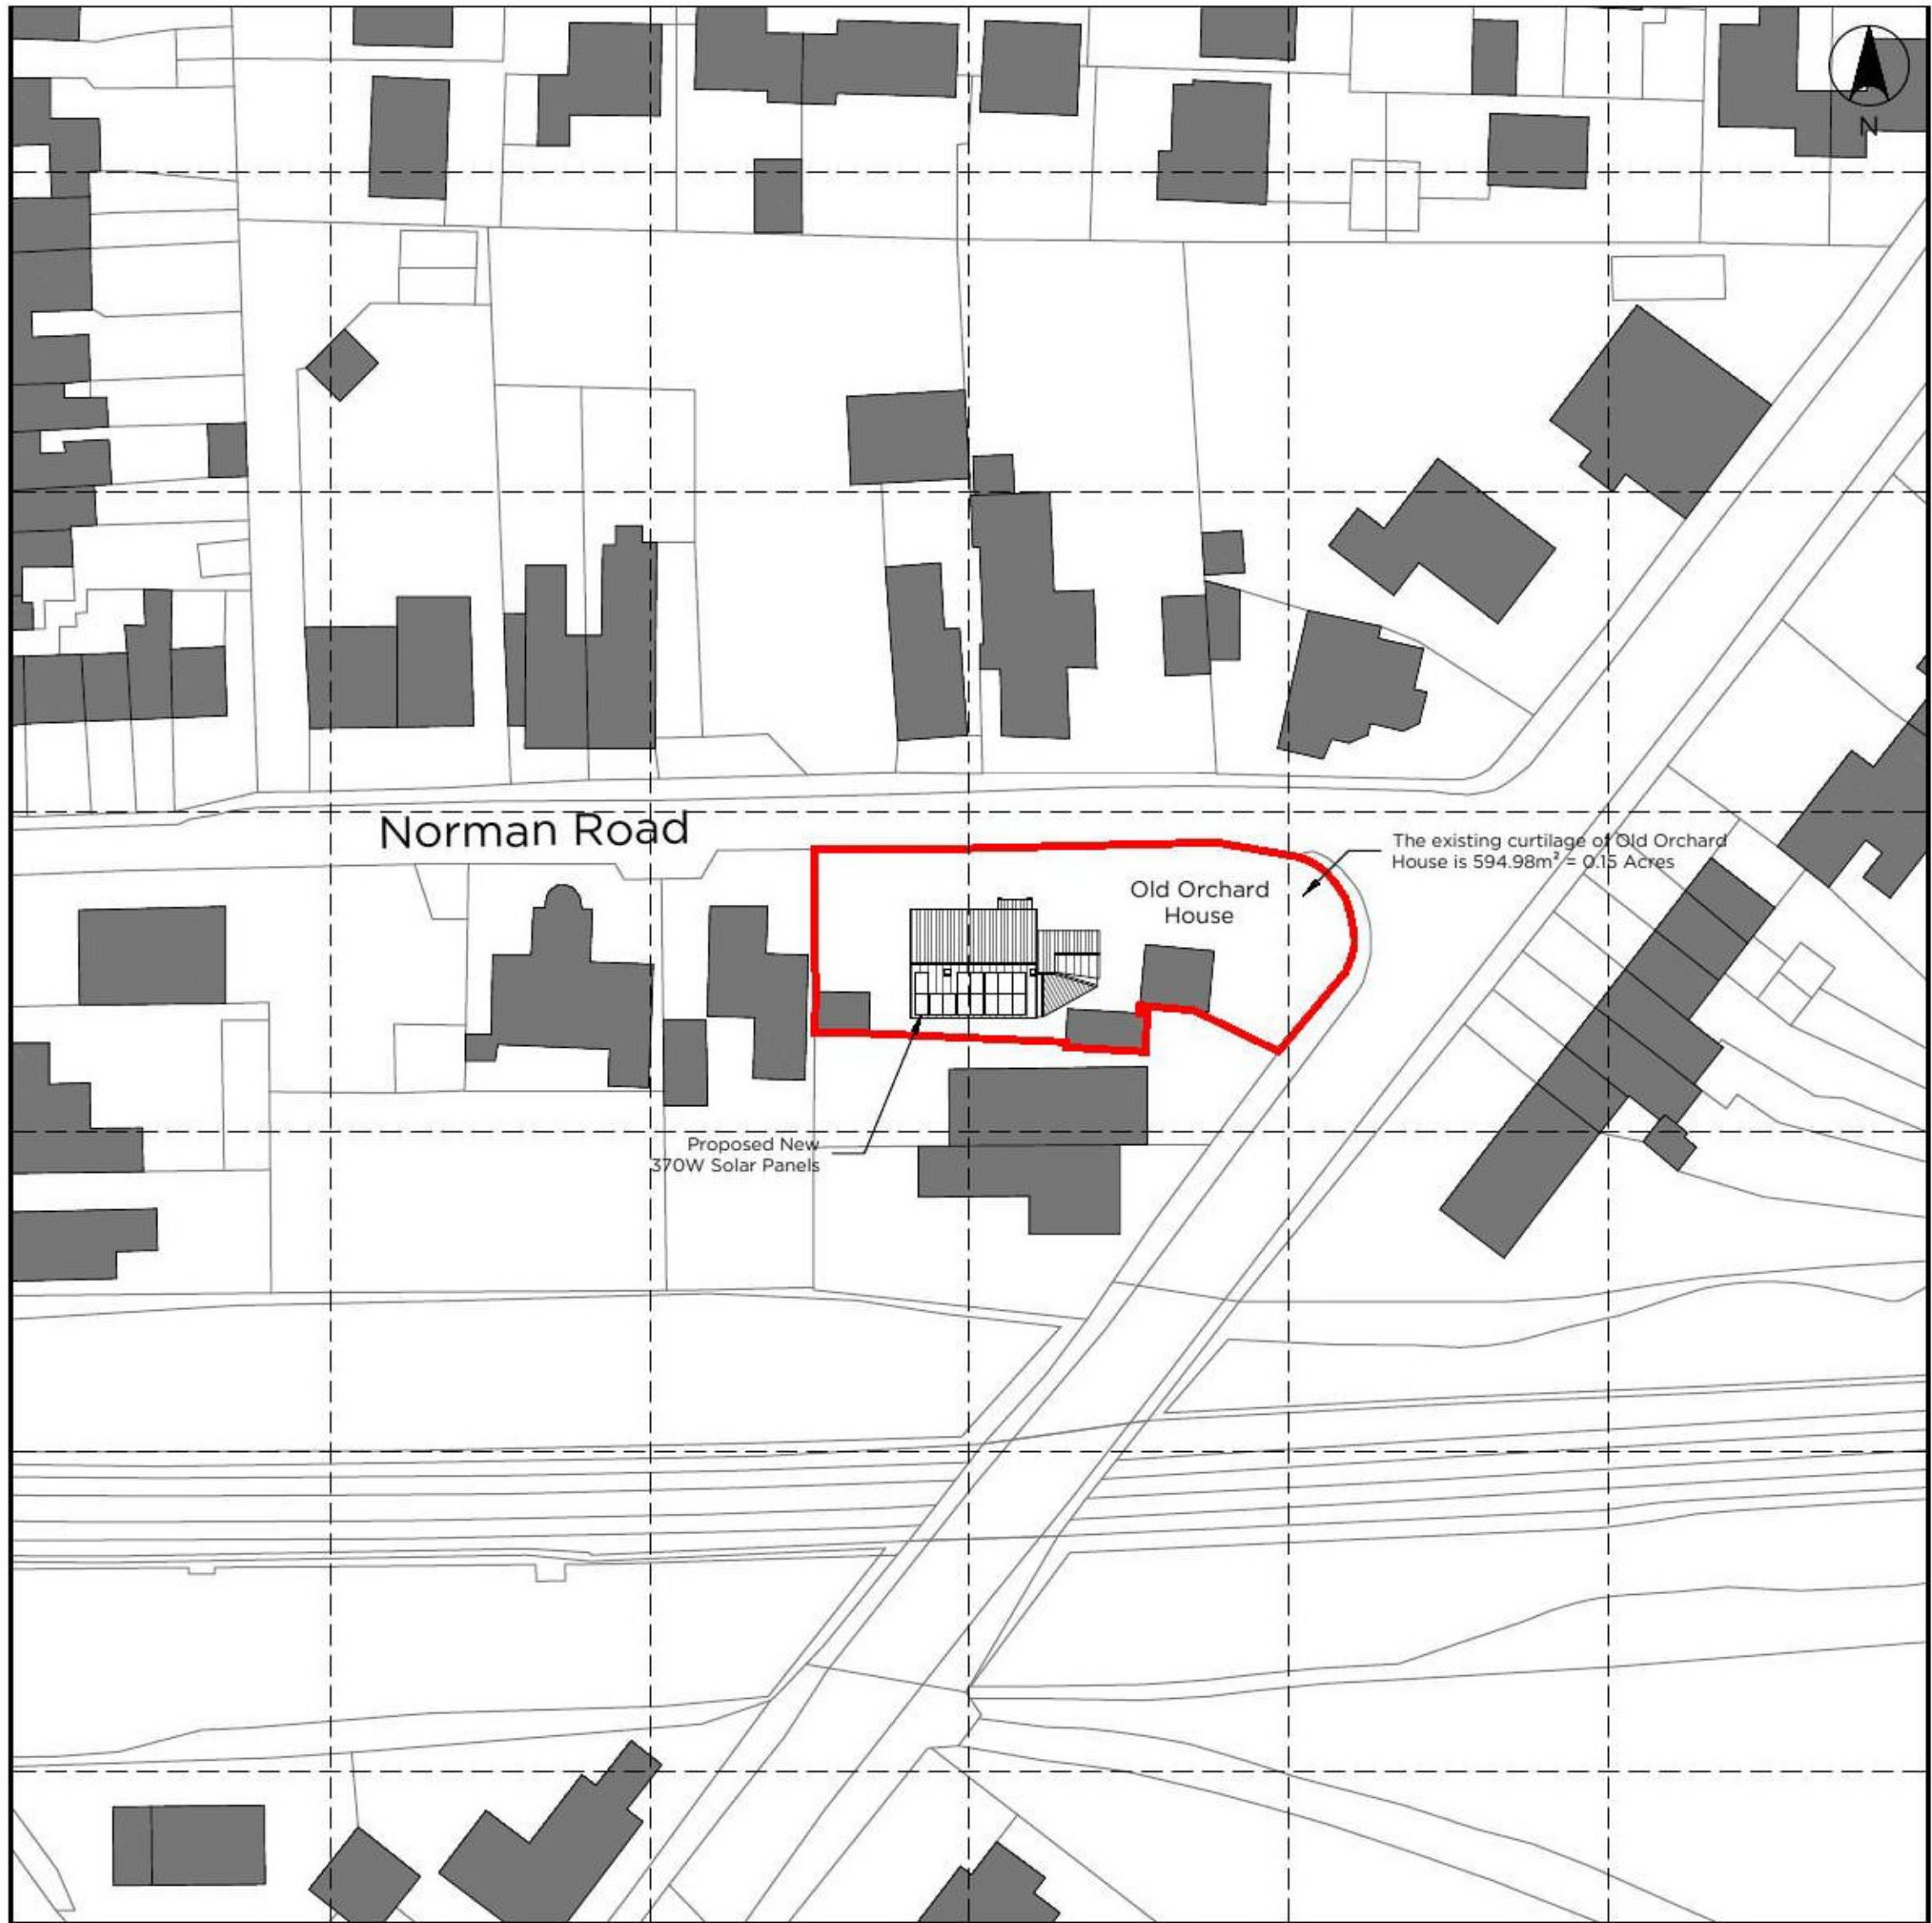 N
Norman Road
The existing curtilage of Old Orchard
House is 594.98m² = 0.15 Acres
Old Orchard
House
Proposed New
370W Solar Panels